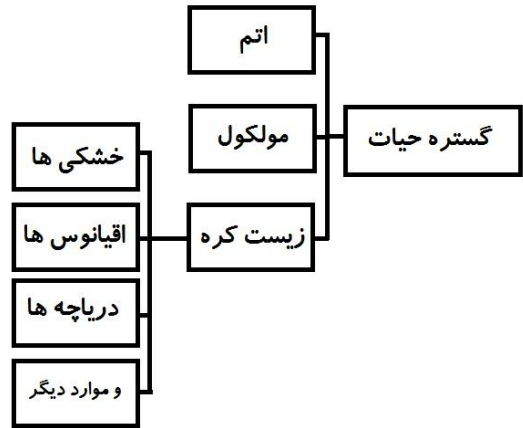 گستره حیات
اتم
مولکول
زیست کره
خشکی ها
اقیانوس ها
دریاچه ها
و موارد دیگر